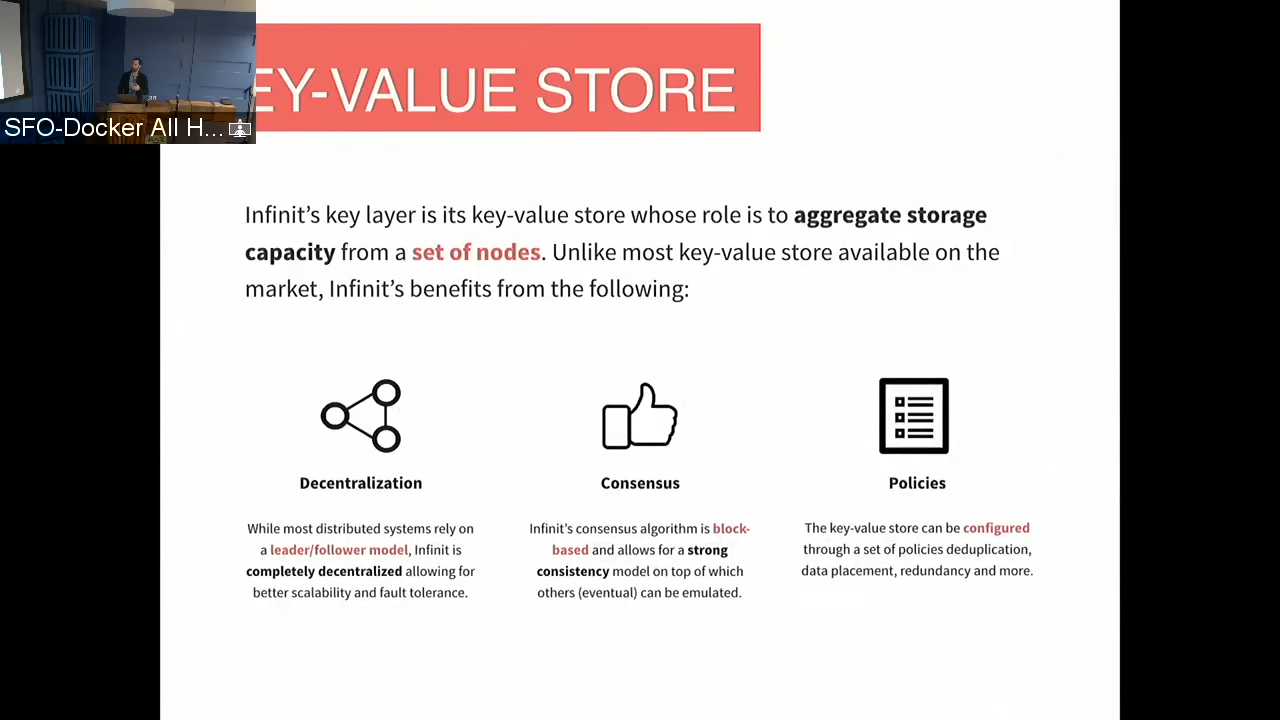 EY-VALUE STORE
SFO-Docker All H...
Infinit's key layer is its key-value store whose role is to aggregate storage
capacity from a set of nodes. Unlike most key-value store available on the
market, Infinit's benefits from the following:
Decentralization
While most distributed systems rely on
a leader/follower model, Infinit is
completely decentralized allowing for
better scalability and fault tolerance.
Consensus
Infinit's consensus algorithm is block-
based and allows for a strong
consistency model on top of which
others (eventual) can be emulated.
Policies
The key-value store can be configured
through a set of policies deduplication,
data placement, redundancy and more.